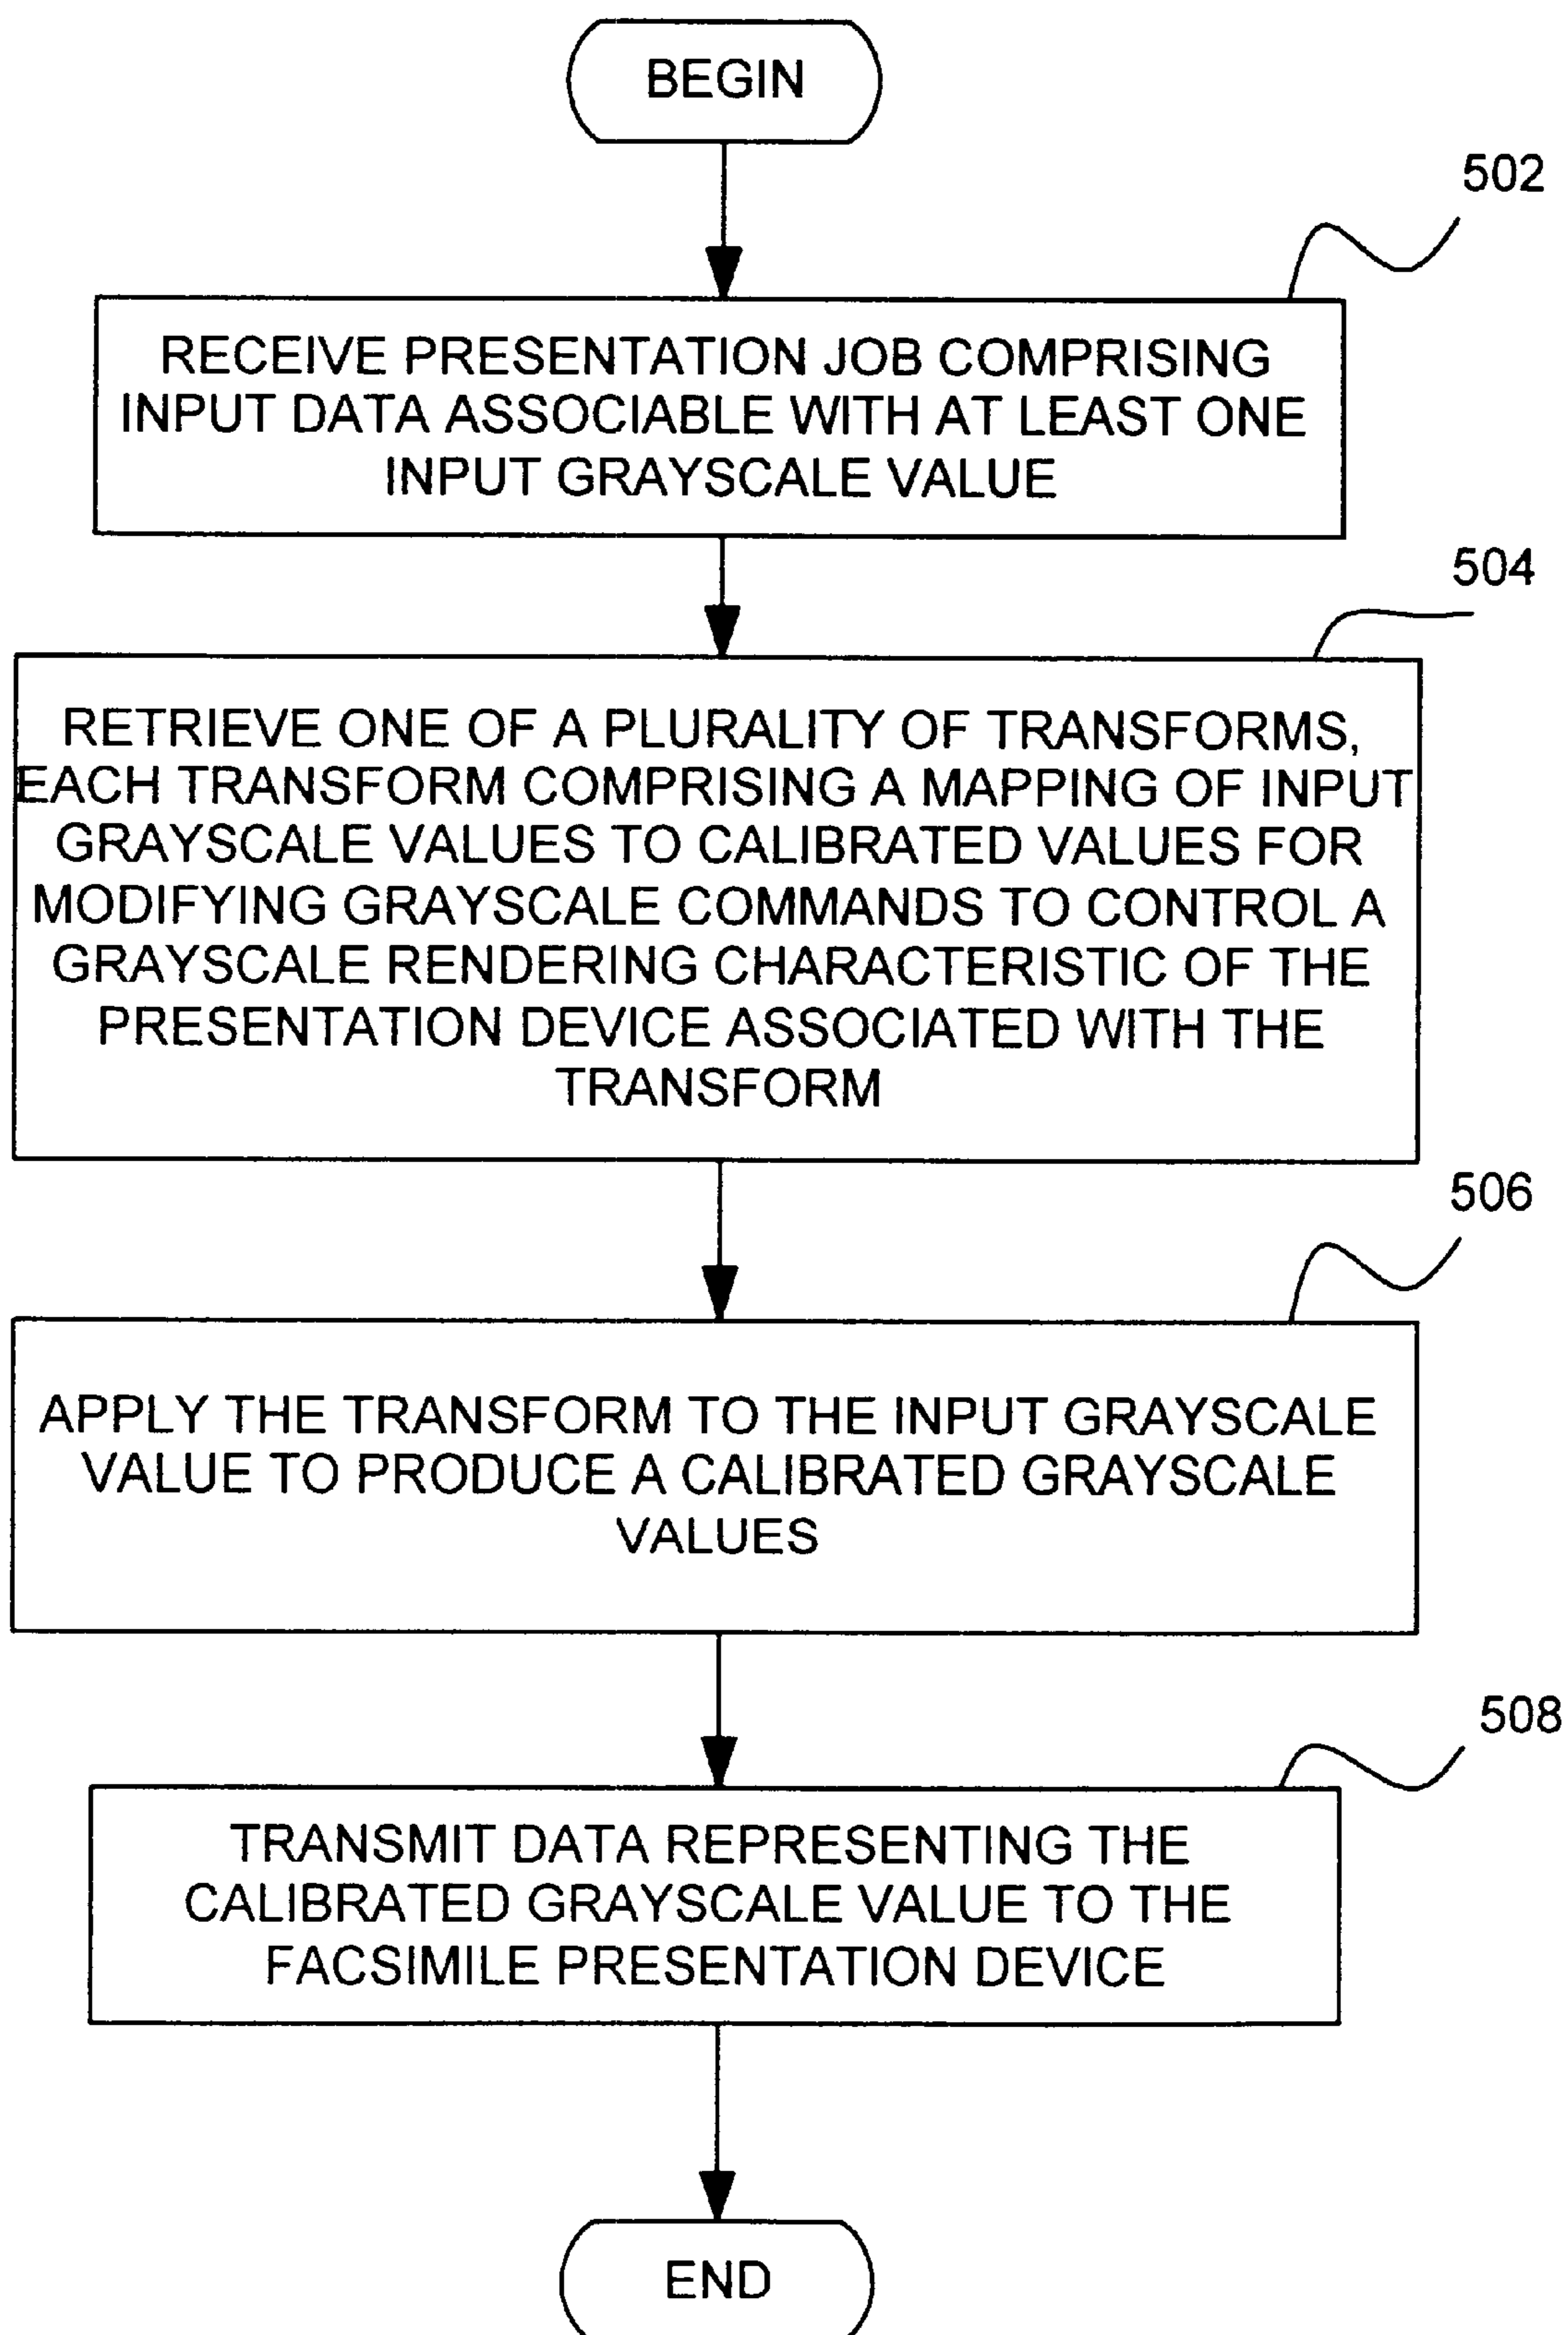 BEGIN
502
RECEIVE PRESENTATION JOB COMPRISING
INPUT DATA ASSOCIABLE WITH AT LEAST ONE
INPUT GRAYSCALE VALUE
504
RETRIEVE ONE OF A PLURALITY OF TRANSFORMS,
EACH TRANSFORM COMPRISING A MAPPING OF INPUT
GRAYSCALE VALUES TO CALIBRATED VALUES FOR
MODIFYING GRAYSCALE COMMANDS TO CONTROL A
GRAYSCALE RENDERING CHARACTERISTIC OF THE
PRESENTATION DEVICE ASSOCIATED WITH THE
TRANSFORM
506
APPLY THE TRANSFORM TO THE INPUT GRAYSCALE
VALUE TO PRODUCE A CALIBRATED GRAYSCALE
VALUES
508
TRANSMIT DATA REPRESENTING THE
CALIBRATED GRAYSCALE VALUE TO THE
FACSIMILE PRESENTATION DEVICE
END